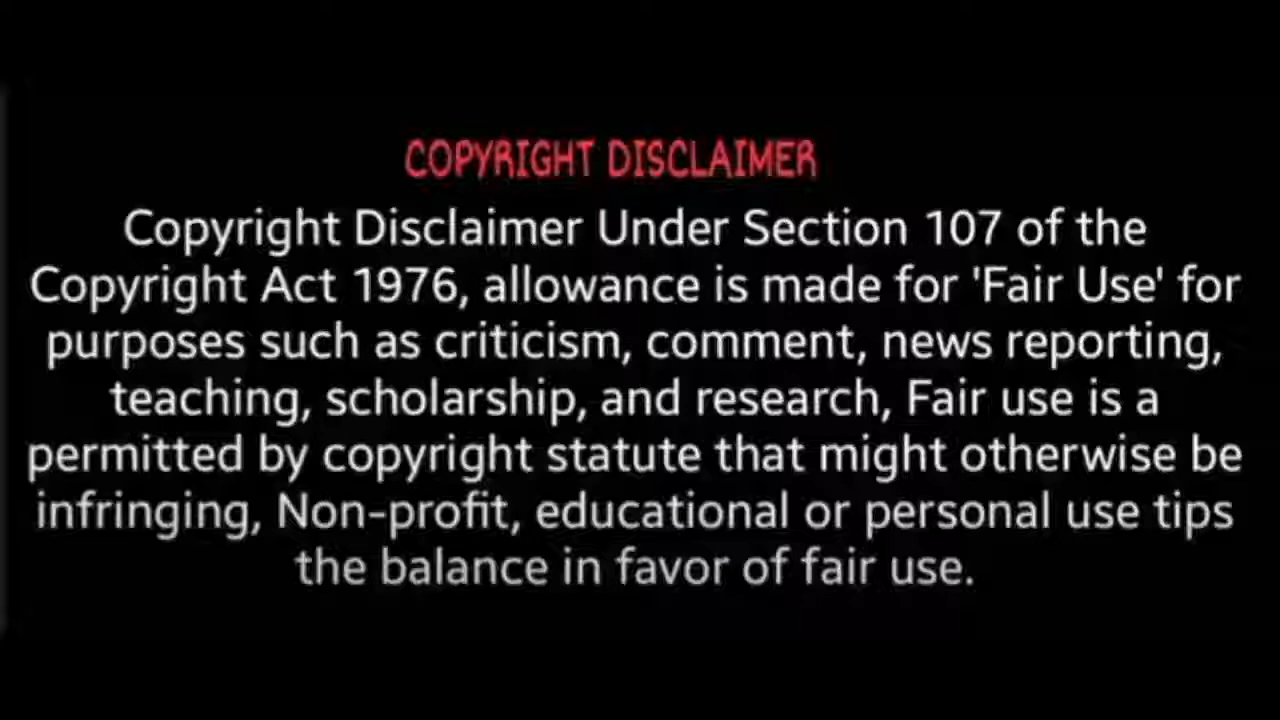 COPYRIGHT DISCLAIMER
Copyright Disclaimer Under Section 107 of the
Copyright Act 1976, allowance is made for 'Fair Use' for
purposes such as criticism, comment, news reporting,
teaching, scholarship, and research, Fair use is a
permitted by copyright statute that might otherwise be
infringing, Non-profit, educational or personal use tips
the balance in favor of fair use.